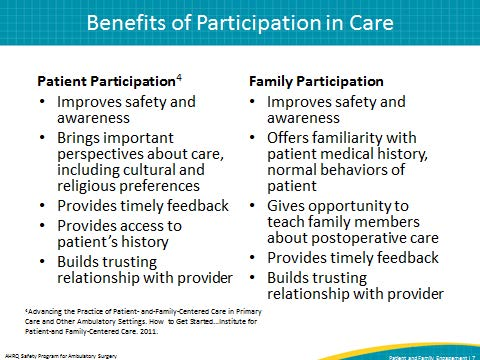 Benefits of Participation in Care
Patient Participation4
• Improves safety and
awareness
• Brings important
perspectives about care,
including cultural and
religious preferences
• Provides timely feedback
• Provides access to
patient's history
• Builds trusting
relationship with provider
Family Participation
• Improves safety and
awareness
• Offers familiarity with
patient medical history,
normal behaviors of
patient
• Gives opportunity to
teach family members
about postoperative care
• Provides timely feedback
• Builds trusting
relationship with provider
4Advancing the Practice of Patient- and-Family-Centered Care in Primary
Care and Other Ambulatory Settings. How to Get Started...Institute for
Patient-and Family-Centered Care. 2011.
AHRQ Safety Program for Ambulatory Surgery
Patient and Family Engagement | 7